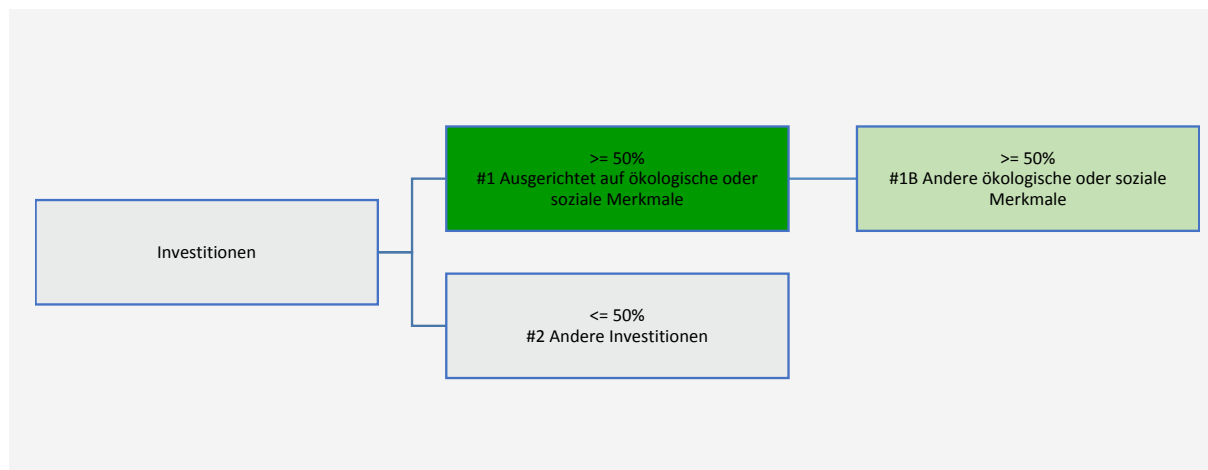 Investitionen
>= 50%
#1 Ausgerichtet auf ökologische oder
soziale Merkmale
>= 50%
#1B Andere ökologische oder soziale
Merkmale
<= 50%
#2 Andere Investitionen